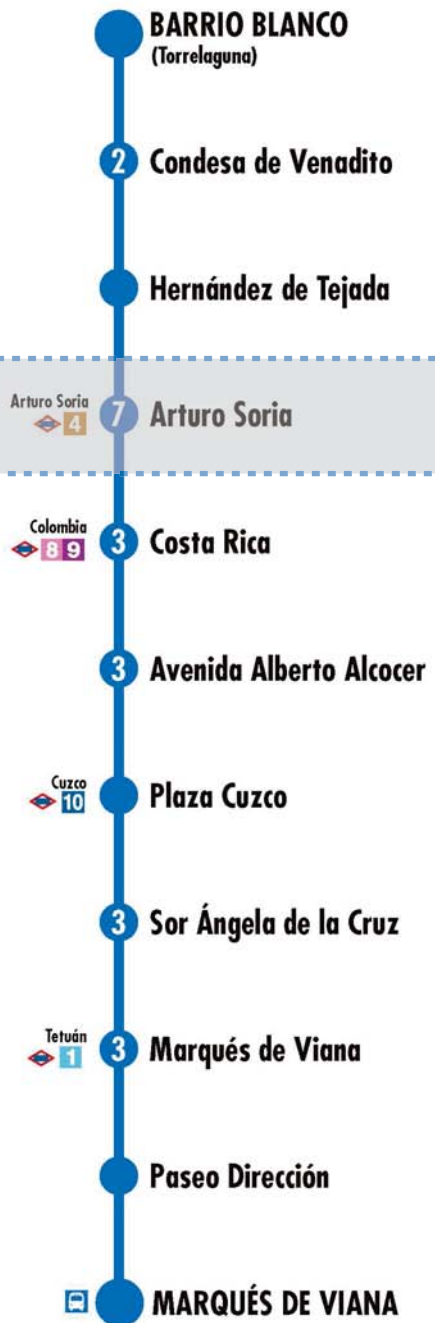 BARRIO BLANCO
(Torrelaguna)
2 Condesa de Venadito
Hernández de Tejada
Arturo Soria
4 7 Arturo Soria
Colombia
8 9 3 Costa Rica
3 Avenida Alberto Alcocer
Cuzco
10 Plaza Cuzco
3 Sor Ángela de la Cruz
Tetuán
1 3 Marqués de Viana
Paseo Dirección
MARQUÉS DE VIANA